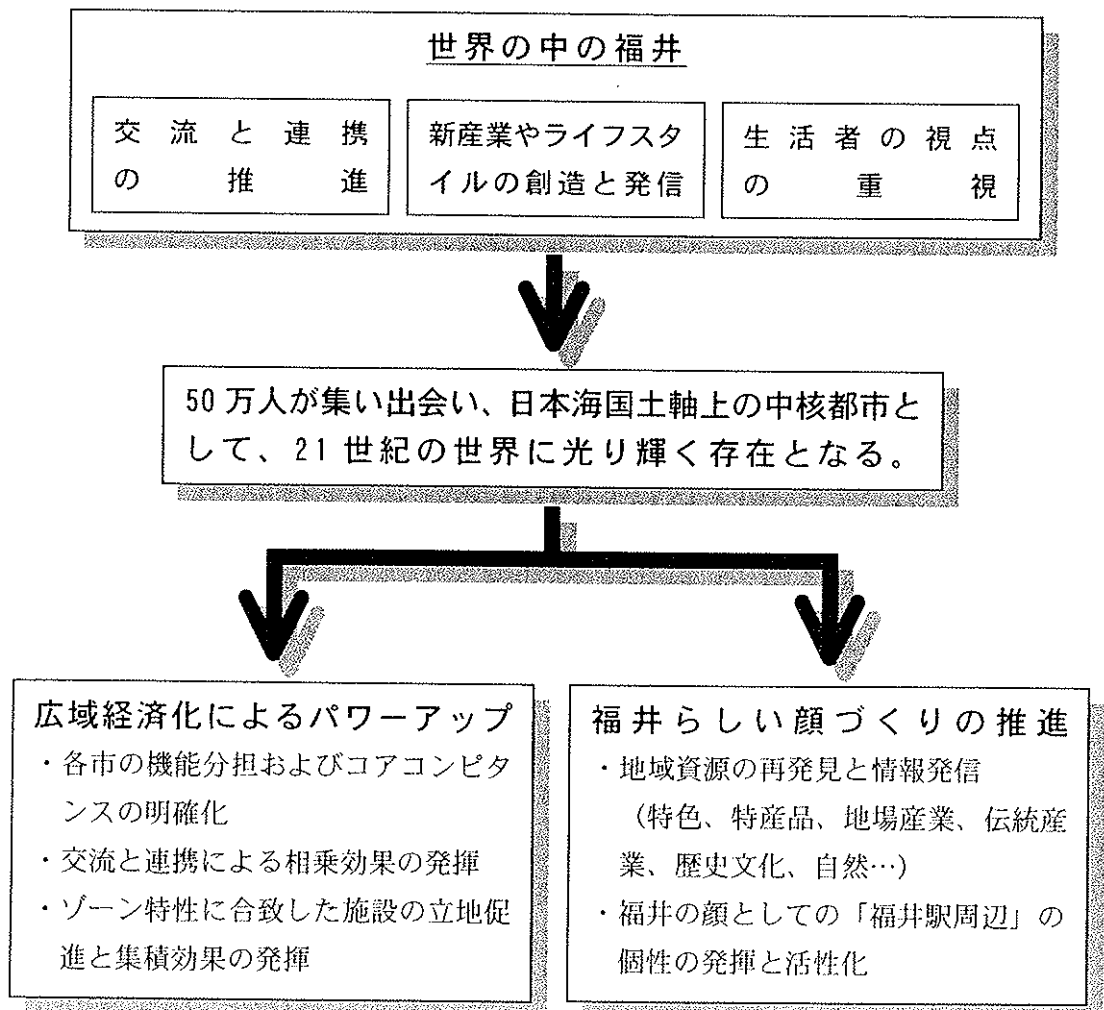 世界の中の福井
交流と連携
の推進
新産業やライフスタ
イルの創造と発信
生活者の視点
の重視
50万人が集い出会い、日本海国土軸上の中核都市と
して、21世紀の世界に光り輝く存在となる。
広域経済化によるパワーアップ
・各市の機能分担およびコアコンピタ
ンスの明確化
・交流と連携による相乗効果の発揮
・ゾーン特性に合致した施設の立地促
進と集積効果の発揮
福井らしい顔づくりの推進
・地域資源の再発見と情報発信
（特色、特産品、地場産業、伝統産
業、歴史文化、自然…）
・福井の顔としての「福井駅周辺」の
個性の発揮と活性化